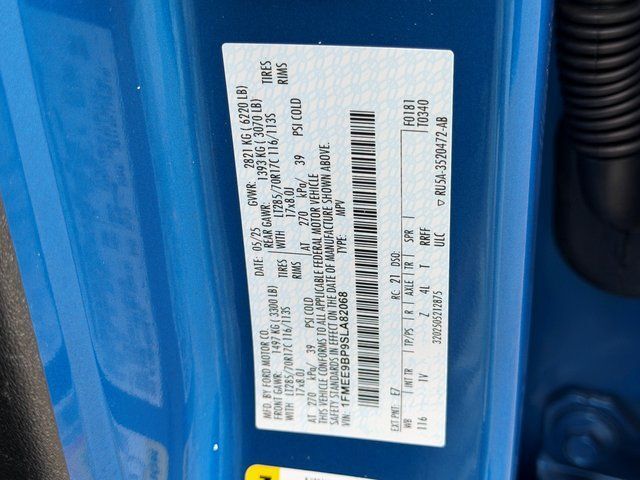 MFD. BY FORD MOTOR CO.
DATE: 05/25 GVWR: 2821 KG ( 6220 LB)
FRONT GAWR: 1497 KG ( 3300 LB) REAR GAWR: 1393 KG ( 3070 LB)
WITH LT285/70R17C 116/113S TIRES WITH LT285/70R17C 116/113S TIRES
17x8.0J RIMS 17x8.0J RIMS
AT 270 kPa/ 39 PSI COLD AT 270 kPa/ 39 PSI COLD
THIS VEHICLE CONFORMS TO ALL APPLICABLE FEDERAL MOTOR VEHICLE
SAFETY STANDARDS IN EFFECT ON THE DATE OF MANUFACTURE SHOWN ABOVE.
VIN: 1FMEE9BP9SLA82068 TYPE: MPV
F0181
EXT PNT: E7 RC: 21 DSO: T0340
WB INT TR TP/PS R AXLE TR SPR
116 1V Z 4L T RRFF
3202505212875 ULC ▽ RU5A-3520472-AB